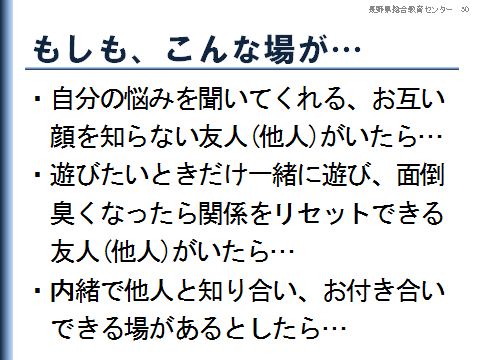 長野県総合教育センター 50
もしも、こんな場が…
・自分の悩みを聞いてくれる、お互い
顔を知らない友人(他人)がいたら…
・遊びたいときだけ一緒に遊び、面倒
臭くなったら関係をリセットできる
友人(他人)がいたら…
・内緒で他人と知り合い、お付き合い
できる場があるとしたら…